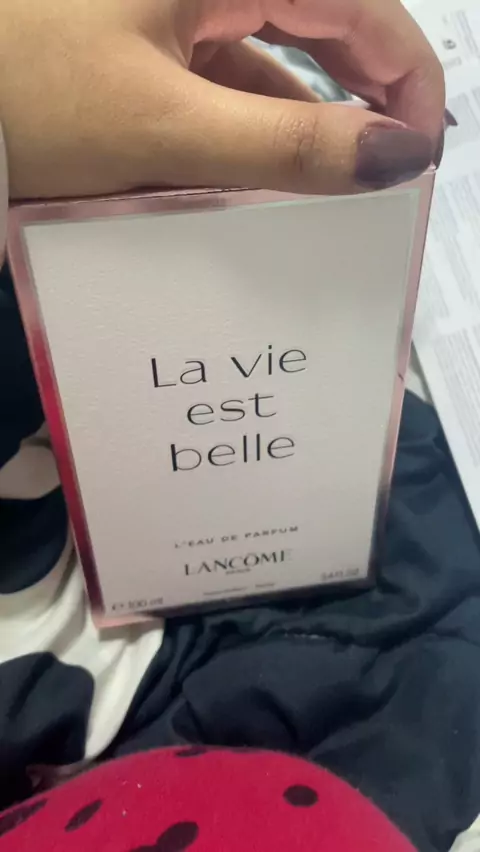 La vie
est
belle
L'EAU DE PARFUM
LANCÔME
PARIS
e 100 ml
3.4 FL.OZ